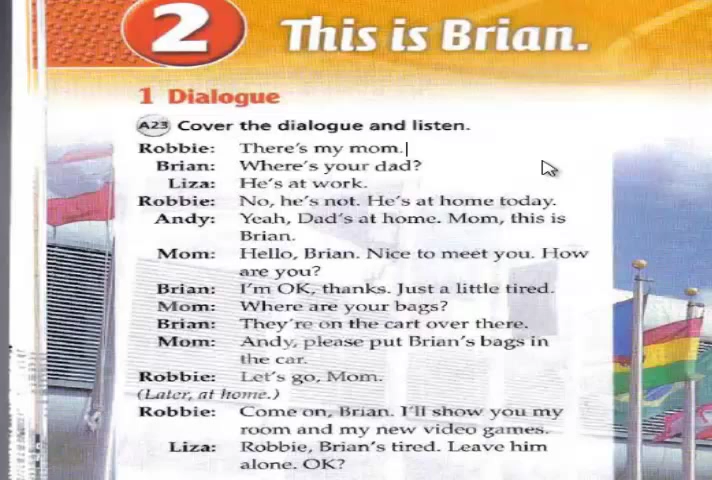 2 This is Brian.
1 Dialogue
A23 Cover the dialogue and listen.
Robbie: There's my mom.
Brian: Where's your dad?
Liza: He's at work.
Robbie: No, he's not. He's at home today.
Andy: Yeah, Dad's at home. Mom, this is
Brian.
Mom: Hello, Brian. Nice to meet you. How
are you?
Brian: I'm OK, thanks. Just a little tired.
Mom: Where are your bags?
Brian: They're on the cart over there.
Mom: Andy, please put Brian's bags in
the car.
Robbie: Let's go, Mom.
(Later, at home.)
Robbie: Come on, Brian. I'll show you my
room and my new video games.
Liza: Robbie, Brian's tired. Leave him
alone. OK?